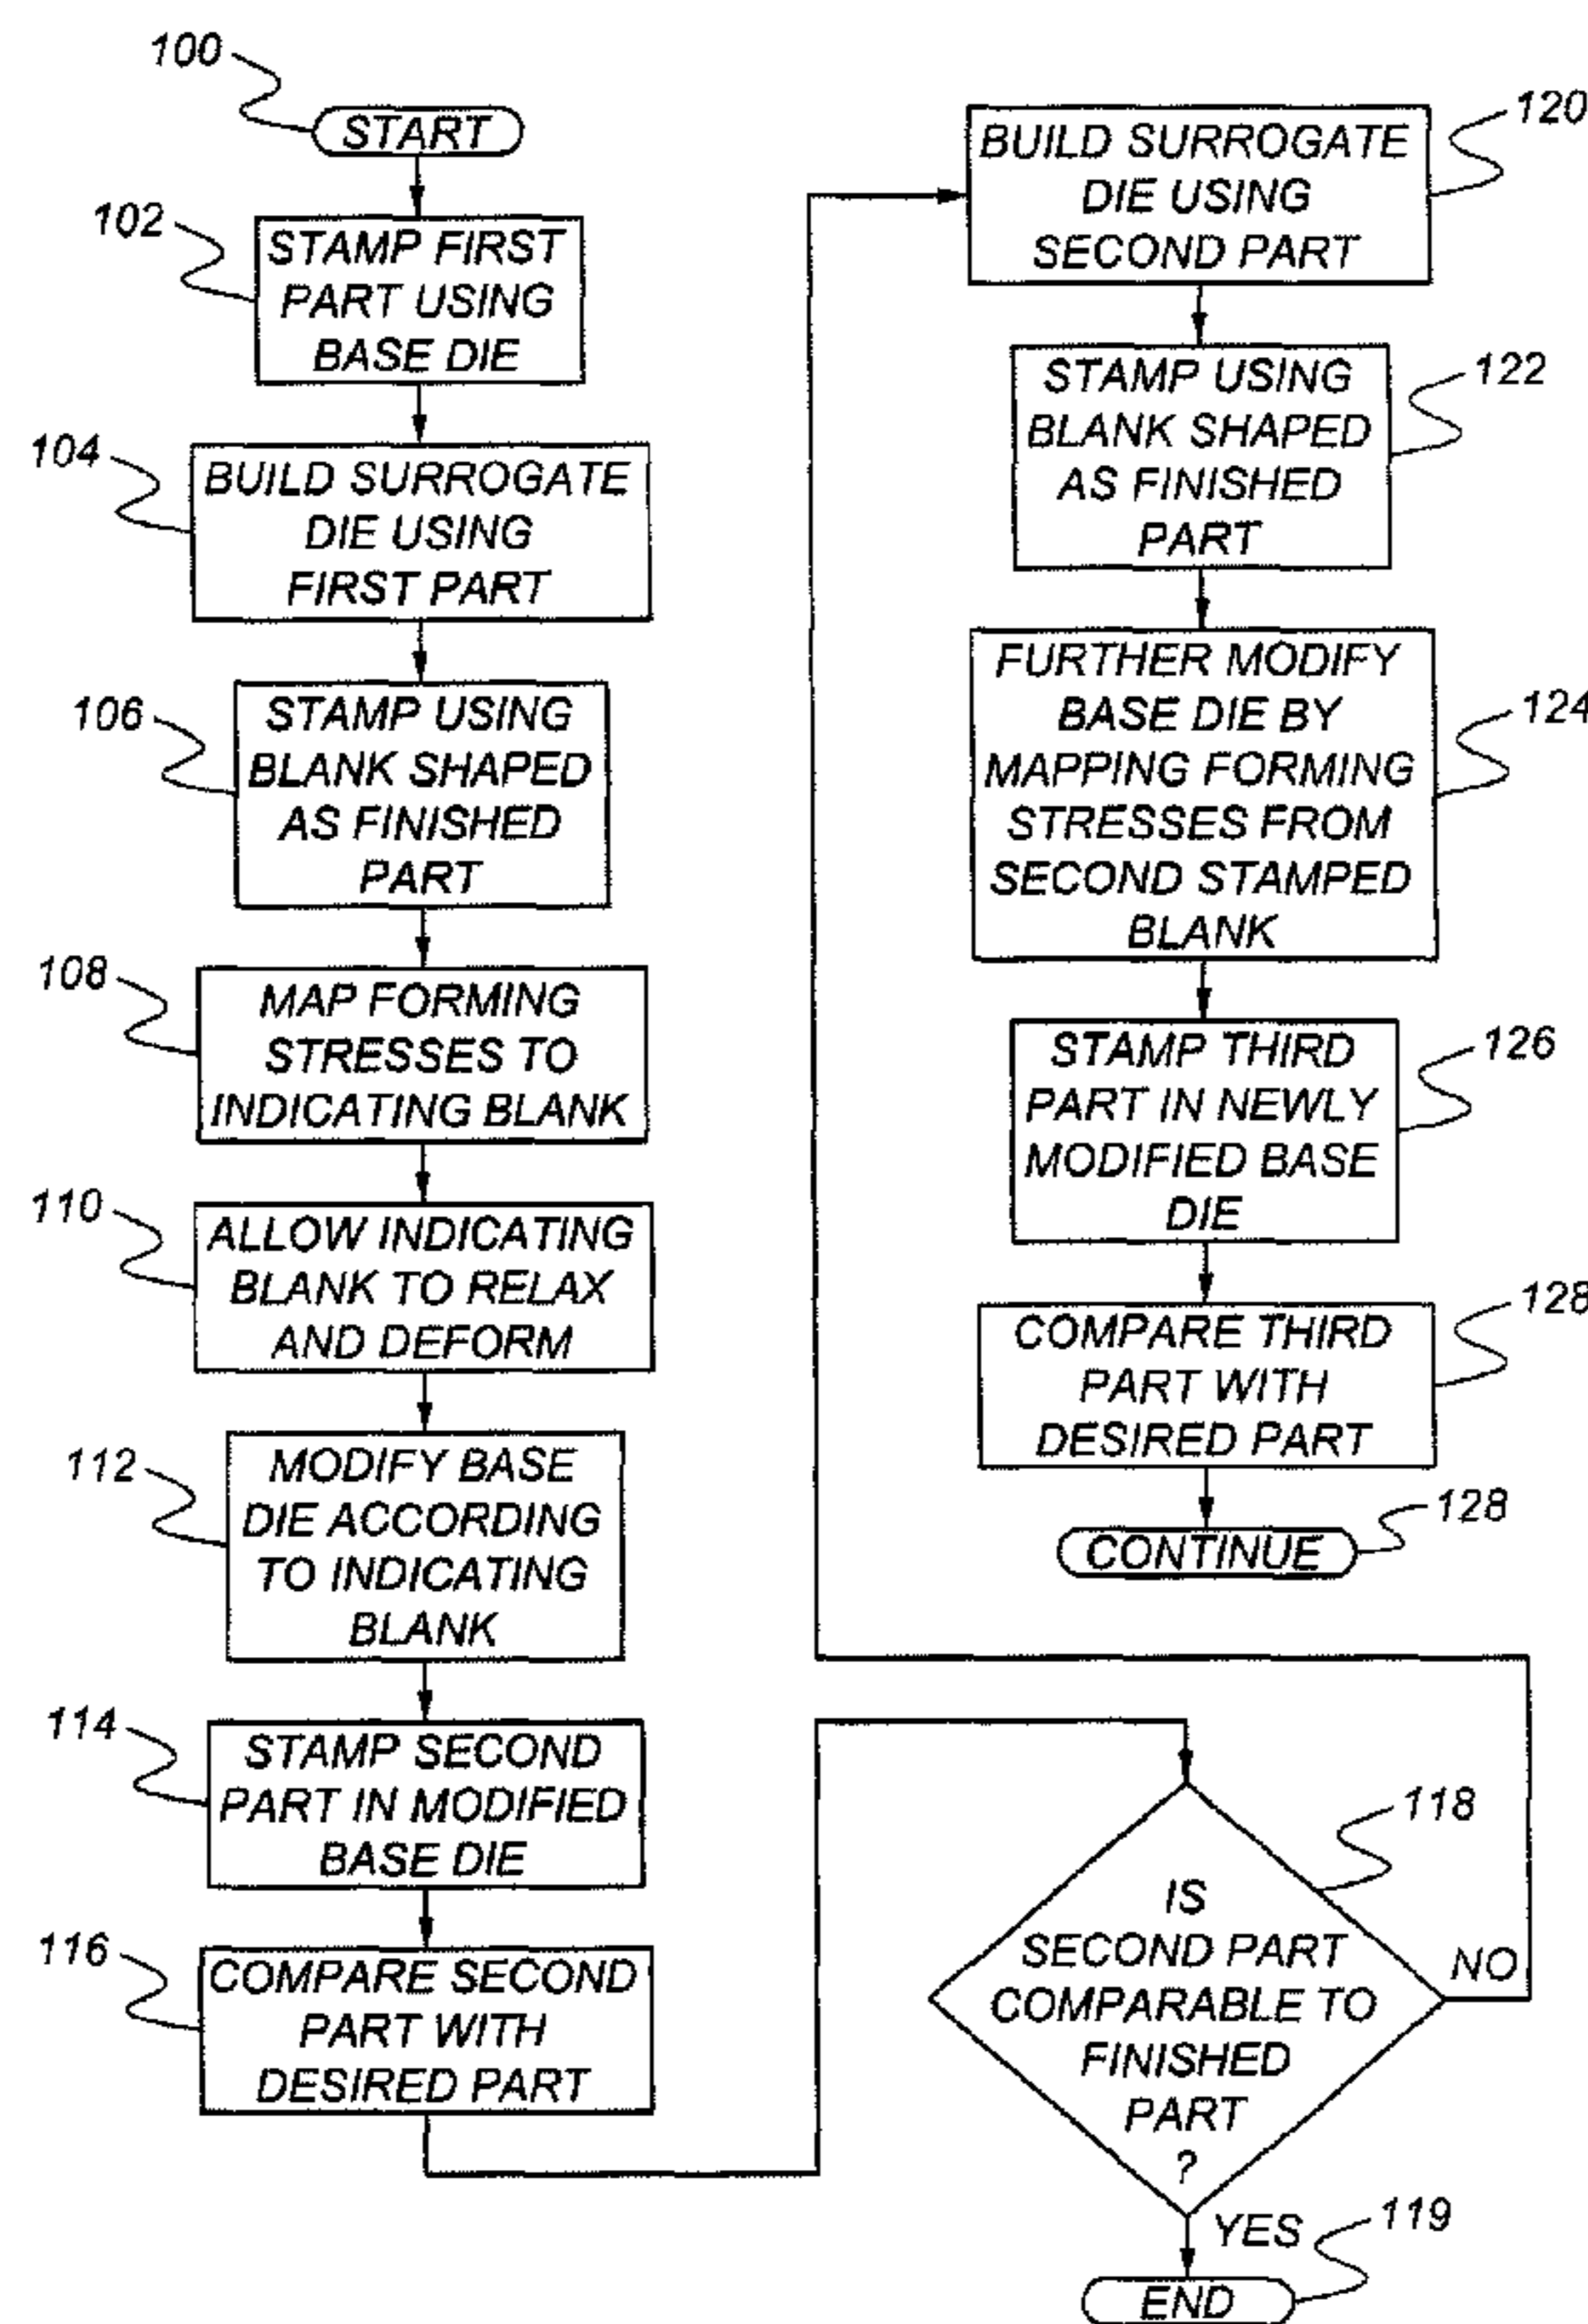 100
START
102
STAMP FIRST
PART USING
BASE DIE
104
BUILD SURROGATE
DIE USING
FIRST PART
106
STAMP USING
BLANK SHAPED
AS FINISHED
PART
108
MAP FORMING
STRESSES TO
INDICATING BLANK
110
ALLOW INDICATING
BLANK TO RELAX
AND DEFORM
112
MODIFY BASE
DIE ACCORDING
TO INDICATING
BLANK
114
STAMP SECOND
PART IN MODIFIED
BASE DIE
116
COMPARE SECOND
PART WITH
DESIRED PART
118
IS
SECOND PART
COMPARABLE TO
FINISHED
PART
?
NO
YES
119
END
120
BUILD SURROGATE
DIE USING
SECOND PART
122
STAMP USING
BLANK SHAPED
AS FINISHED
PART
124
FURTHER MODIFY
BASE DIE BY
MAPPING FORMING
STRESSES FROM
SECOND STAMPED
BLANK
126
STAMP THIRD
PART IN NEWLY
MODIFIED BASE
DIE
128
COMPARE THIRD
PART WITH
DESIRED PART
128
CONTINUE